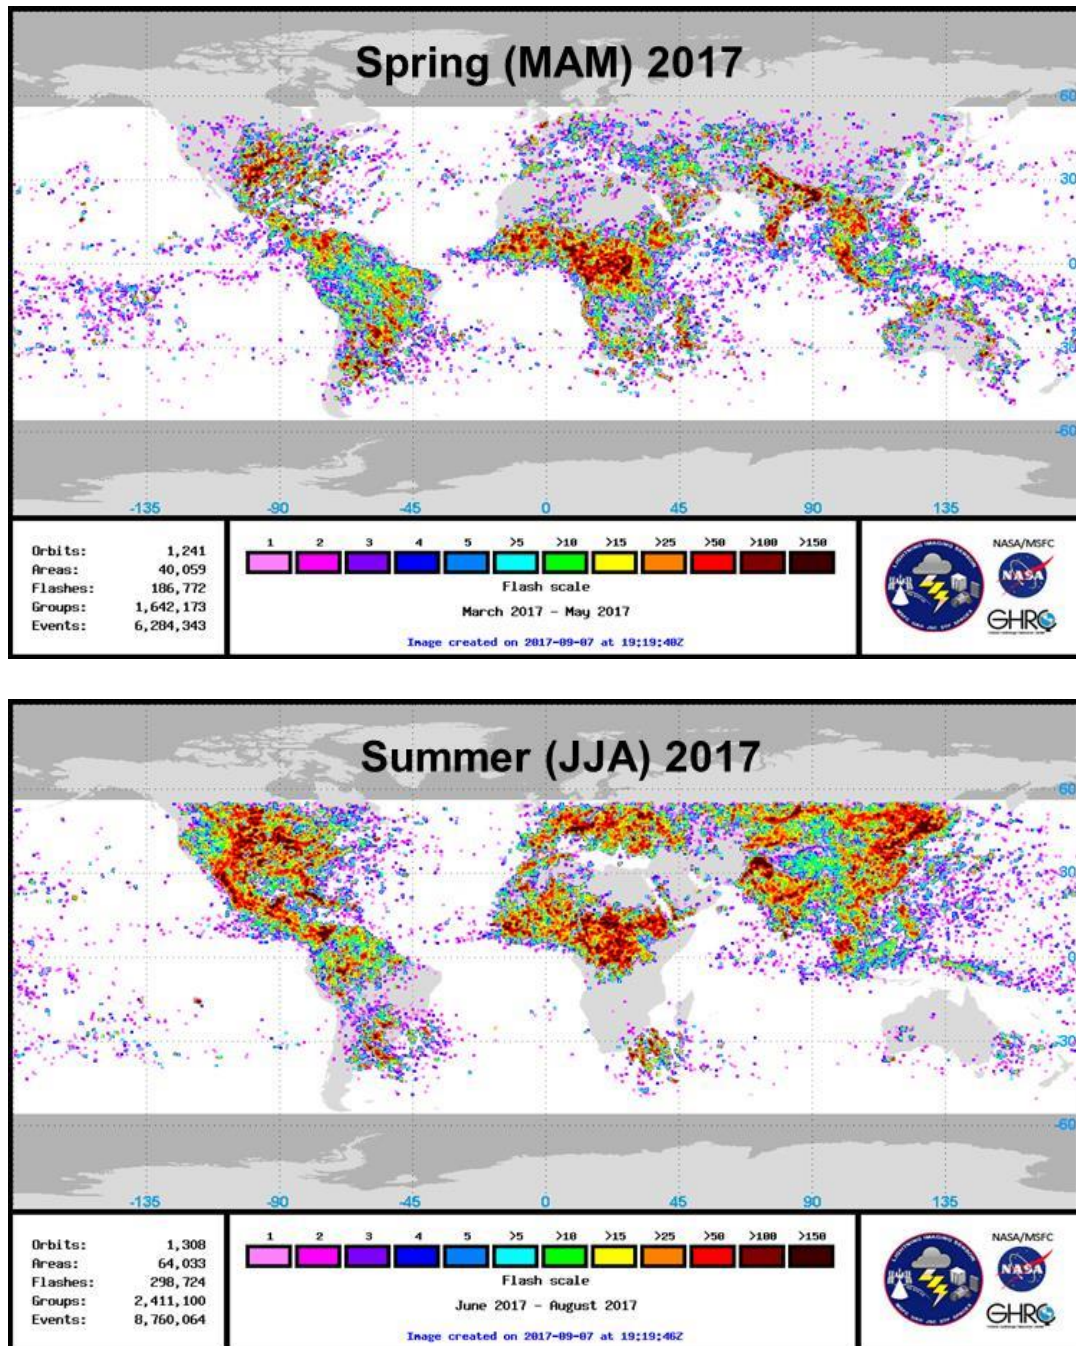 Spring (MAM) 2017
60
30
0
-30
-60
-135 -90 -45 0 45 90 135
Orbits: 1,241
Areas: 40,059
Flashes: 186,772
Groups: 1,642,173
Events: 6,284,343
1 2 3 4 5 >5 >10 >15 >25 >50 >100 >150
Flash scale
March 2017 - May 2017
Image created on 2017-09-07 at 19:19:40Z
LIGHTNING IMAGING SENSOR
NASA/MSFC
NASA
GHRC
Summer (JJA) 2017
60
30
0
-30
-60
-135 -90 -45 0 45 90 135
Orbits: 1,308
Areas: 64,033
Flashes: 298,724
Groups: 2,411,100
Events: 8,760,064
1 2 3 4 5 >5 >10 >15 >25 >50 >100 >150
Flash scale
June 2017 - August 2017
Image created on 2017-09-07 at 19:19:46Z
LIGHTNING IMAGING SENSOR
NASA/MSFC
NASA
GHRC